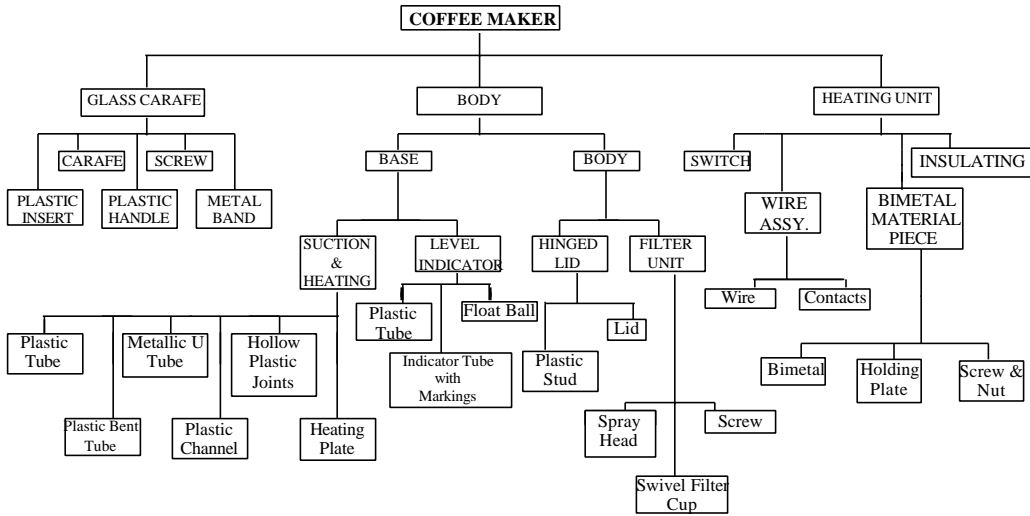 COFFEE MAKER
GLASS CARAFE
BODY
HEATING UNIT
CARAFE
SCREW
BASE
BODY
SWITCH
INSULATING
PLASTIC
INSERT
PLASTIC
HANDLE
METAL
BAND
WIRE
ASSY.
BIMETAL
MATERIAL
PIECE
SUCTION
&
HEATING
LEVEL
INDICATOR
HINGED
LID
FILTER
UNIT
Wire
Contacts
Plastic
Tube
Float Ball
Lid
Plastic
Tube
Metallic U
Tube
Hollow
Plastic
Joints
Indicator Tube
with
Markings
Plastic
Stud
Bimetal
Holding
Plate
Screw &
Nut
Plastic Bent
Tube
Plastic
Channel
Heating
Plate
Spray
Head
Screw
Swivel Filter
Cup